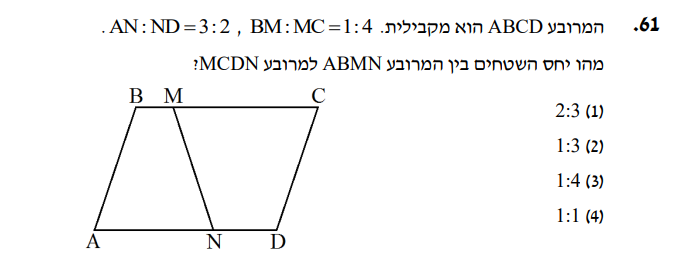 61. המרובע ABCD הוא מקבילית. BM:MC=1:4 , AN:ND=3:2 .
מהו יחס השטחים בין המרובע ABMN למרובע MCDN?
(1) 2:3
(2) 1:3
(3) 1:4
(4) 1:1
B M C
A N D